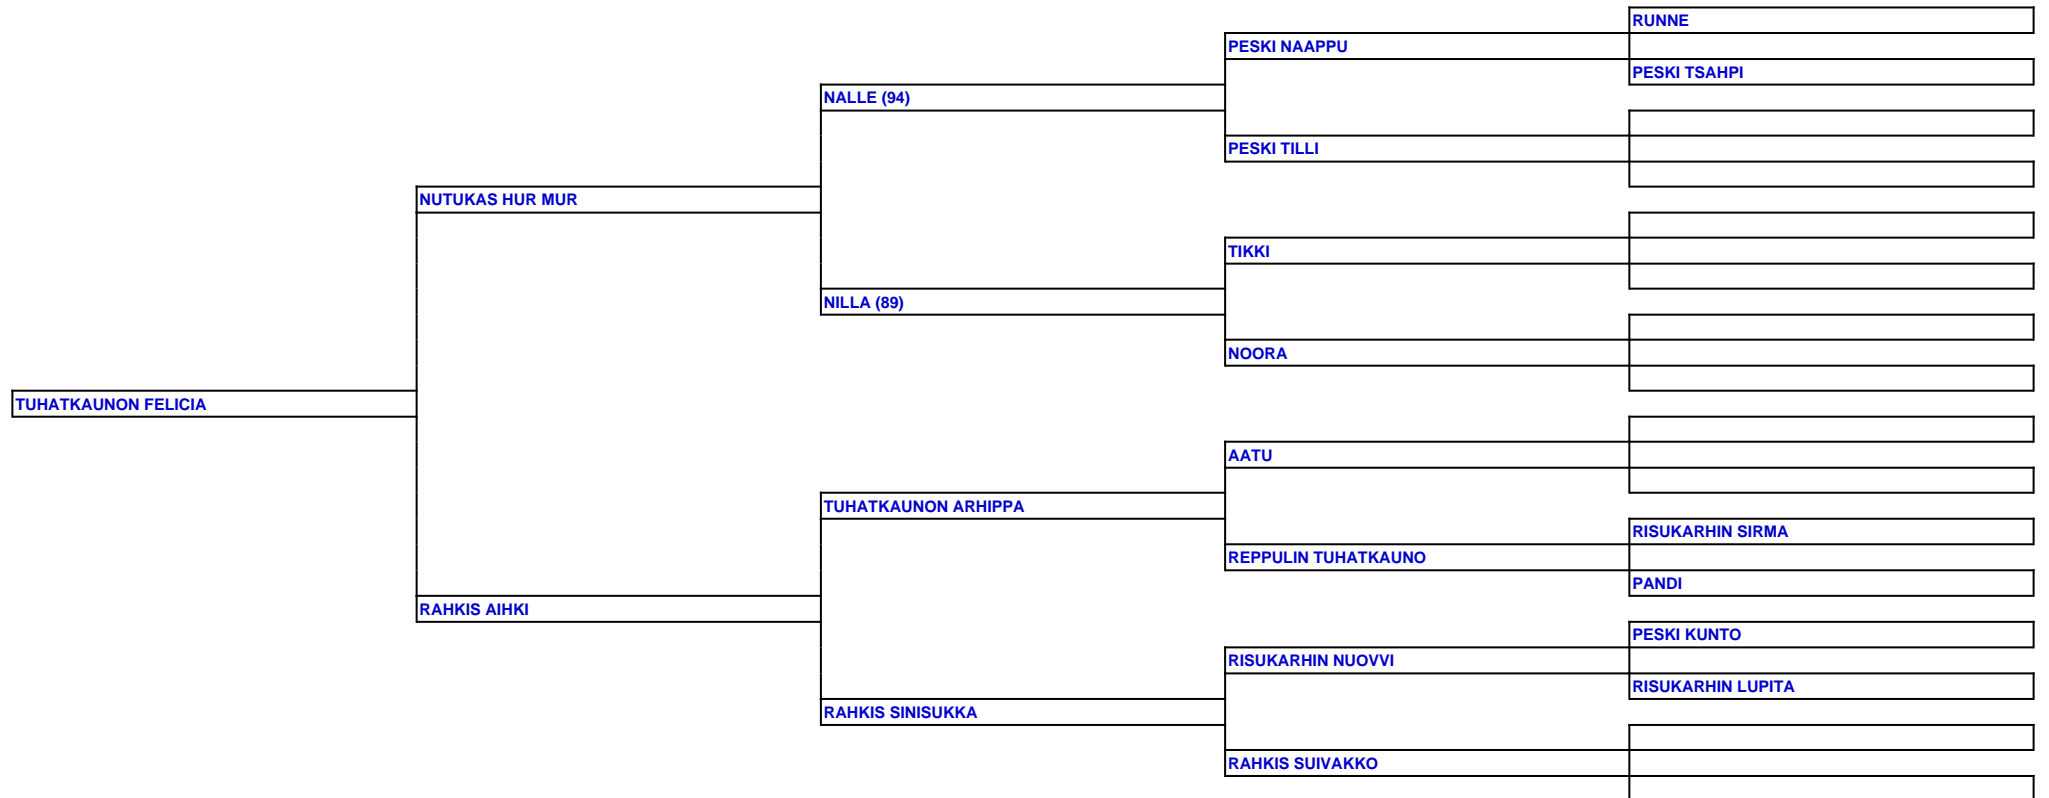 RUNNE
PESKI NAAPPU
PESKI TSAHPI
NALLE (94)
PESKI TILLI
NUTUKAS HUR MUR
TIKKI
NILLA (89)
NOORA
TUHATKAUNON FELICIA
AATU
TUHATKAUNON ARHIPPA
RISUKARHIN SIRMA
REPPULIN TUHATKAUNO
PANDI
RAHKIS AIHKI
PESKI KUNTO
RISUKARHIN NUOVVI
RISUKARHIN LUPITA
RAHKIS SINISUKKA
RAHKIS SUIVAKKO